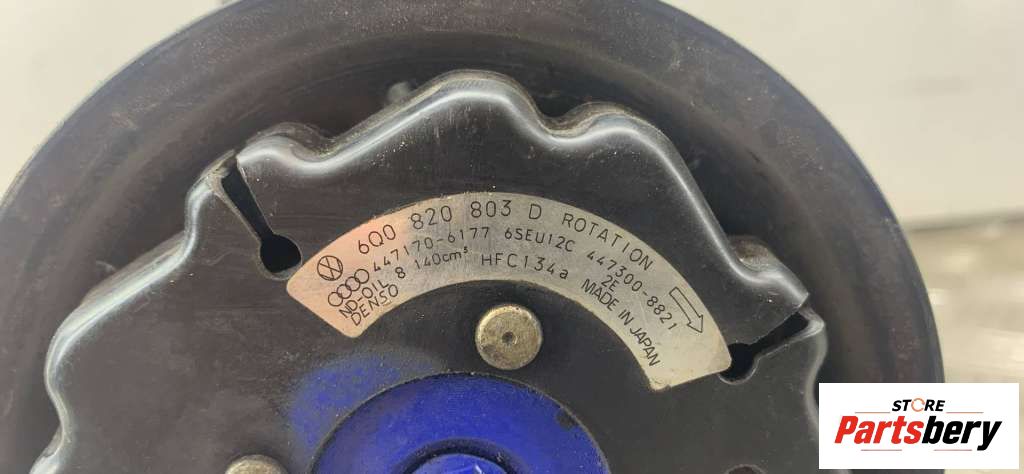 6Q0 820 803 D ROTATION
447170-6177 6SEU12C 447300-8821
ND-OIL 8 140cm³ HFC134a 2E
DENSO MADE IN JAPAN
STORE
Partsbery